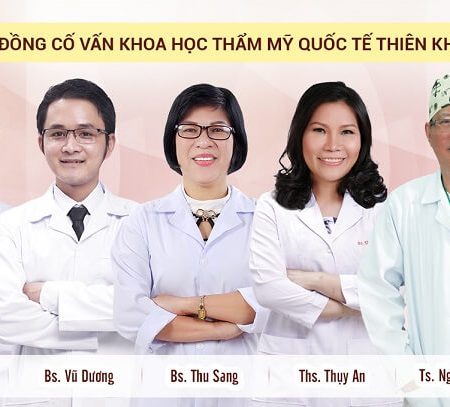 ĐỒNG CỐ VẤN KHOA HỌC THẨM MỸ QUỐC TẾ THIÊN KH
Bs. Vũ Dương
Bs. Thu Sang
Ths. Thụy An
Ts. Ng